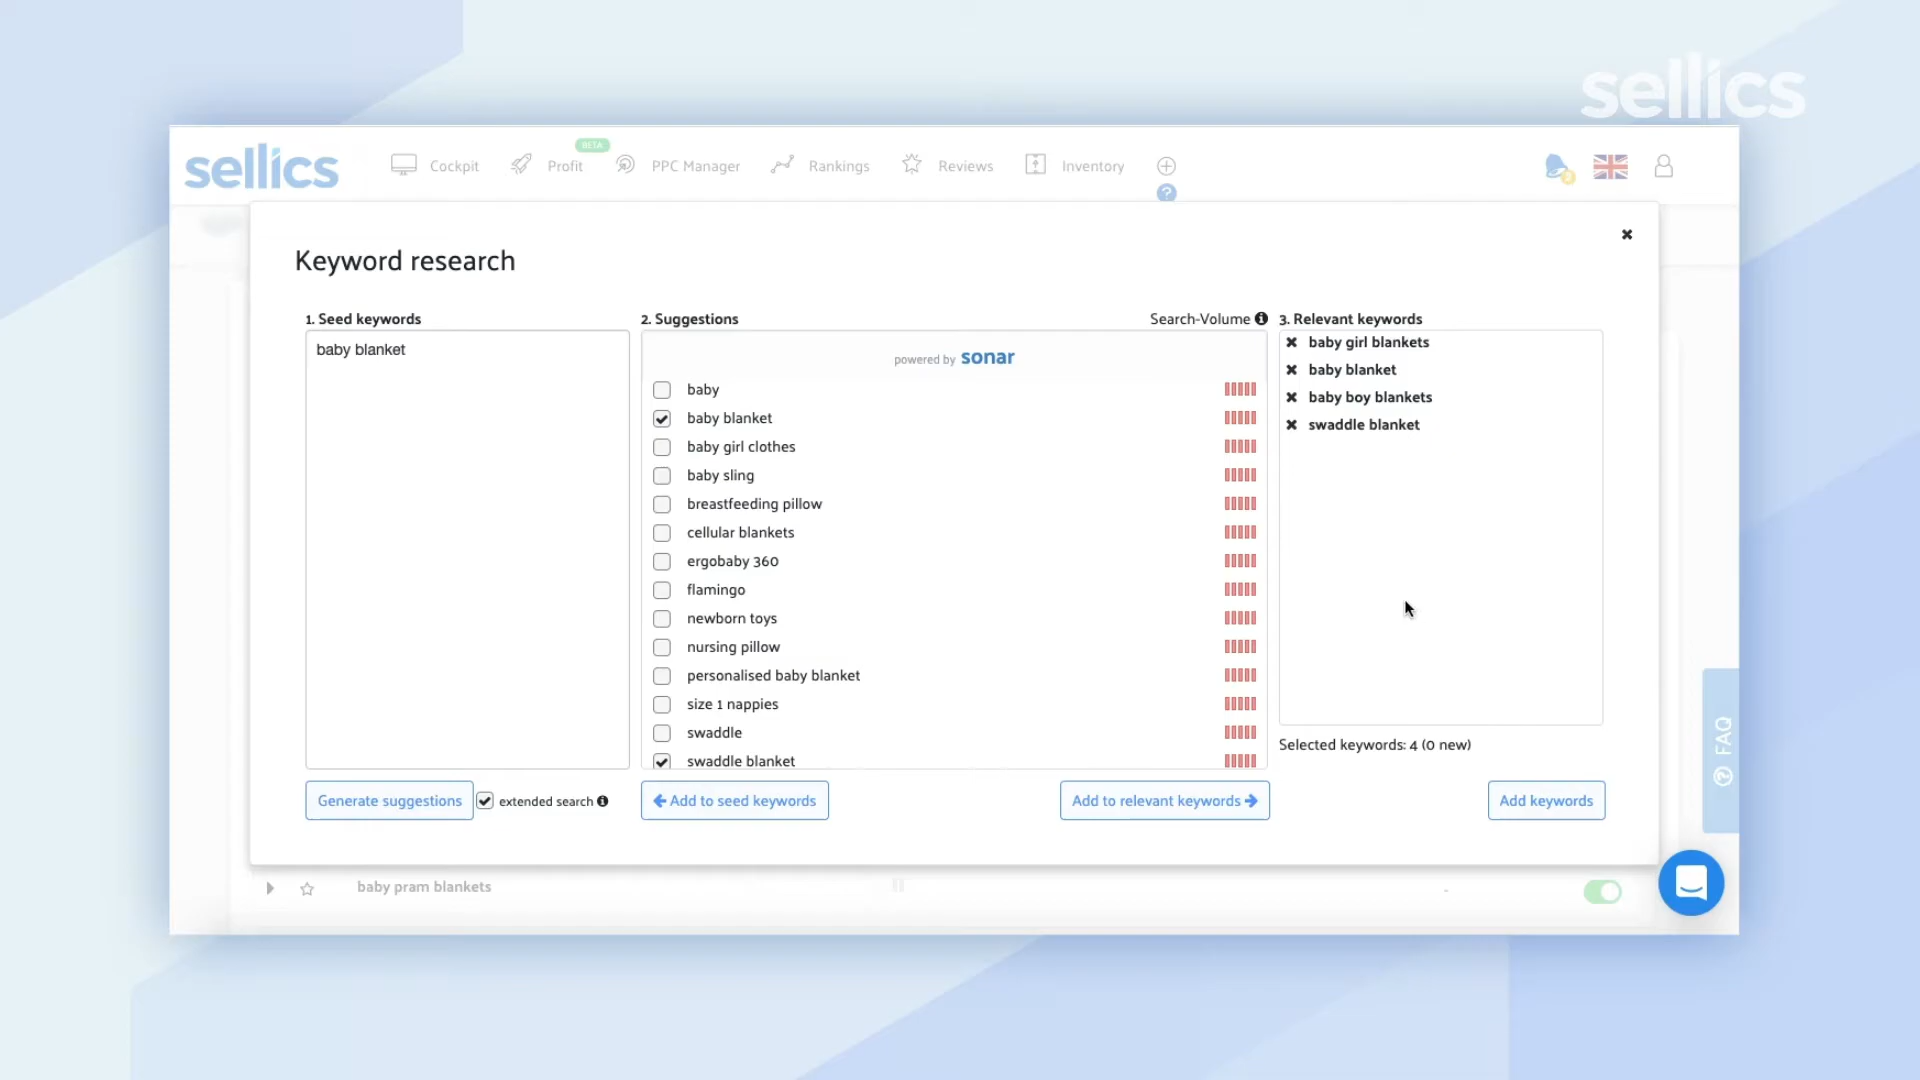 sellics
sellics
Cockpit
Profit
BETA
PPC Manager
Rankings
Reviews
Inventory
?
2
Keyword research
1. Seed keywords
baby blanket
Generate suggestions
extended search
2. Suggestions
Search-Volume
powered by sonar
baby
baby blanket
baby girl clothes
baby sling
breastfeeding pillow
cellular blankets
ergobaby 360
flamingo
newborn toys
nursing pillow
personalised baby blanket
size 1 nappies
swaddle
swaddle blanket
Add to seed keywords
Add to relevant keywords
3. Relevant keywords
baby girl blankets
baby blanket
baby boy blankets
swaddle blanket
Selected keywords: 4 (0 new)
Add keywords
? FAQ
baby pram blankets
-